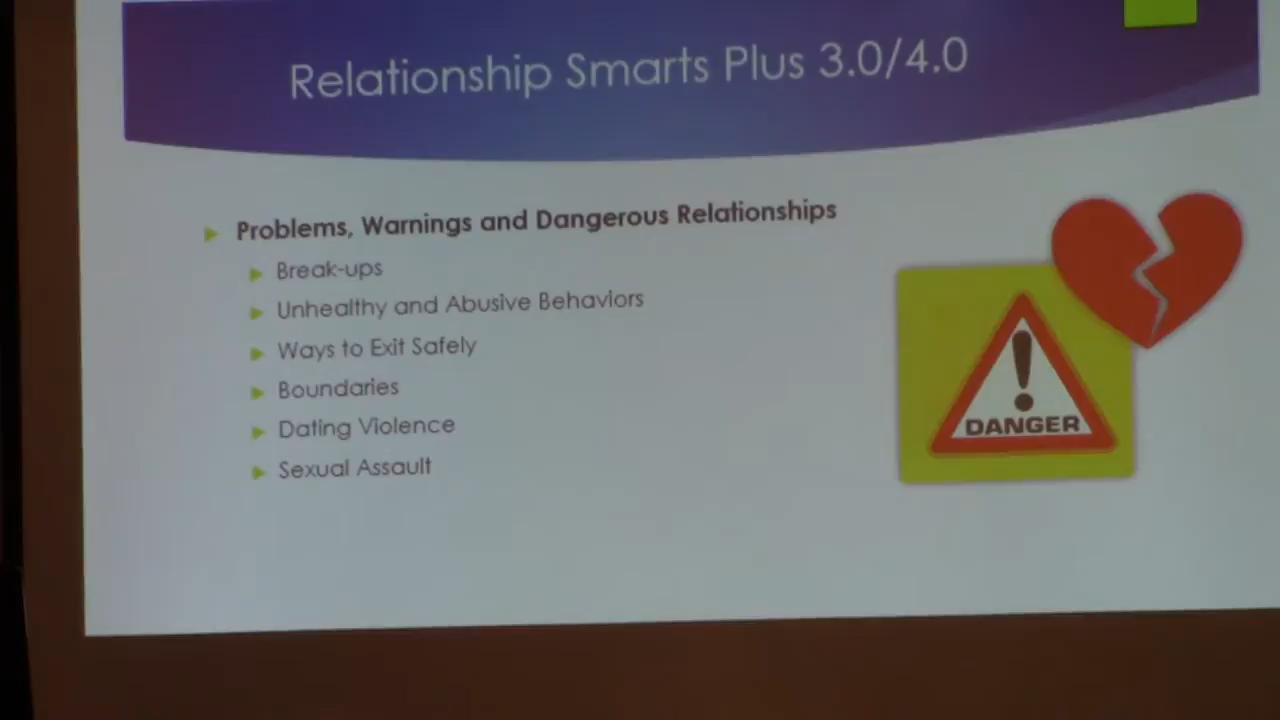 Relationship Smarts Plus 3.0/4.0
Problems, Warnings and Dangerous Relationships
Break-ups
Unhealthy and Abusive Behaviors
Ways to Exit Safely
Boundaries
Dating Violence
Sexual Assault
DANGER